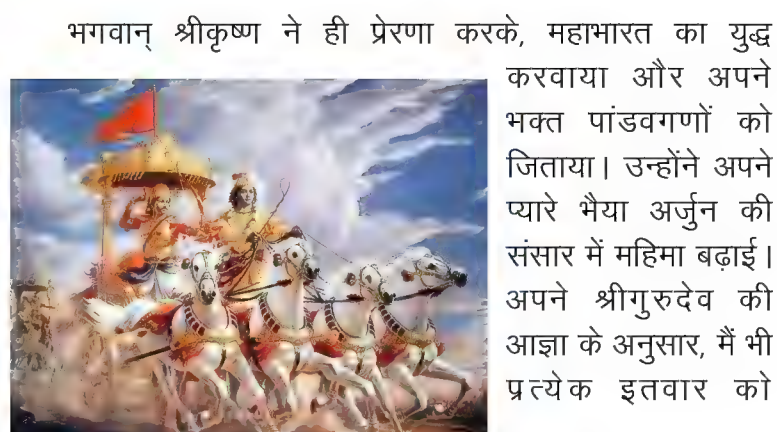 भगवान् श्रीकृष्ण ने ही प्रेरणा करके, महाभारत का युद्ध
करवाया और अपने
भक्त पांडवगणों को
जिताया। उन्होंने अपने
प्यारे भैया अर्जुन की
संसार में महिमा बढ़ाई।
अपने श्रीगुरुदेव की
आज्ञा के अनुसार, मैं भी
प्रत्येक इतवार को